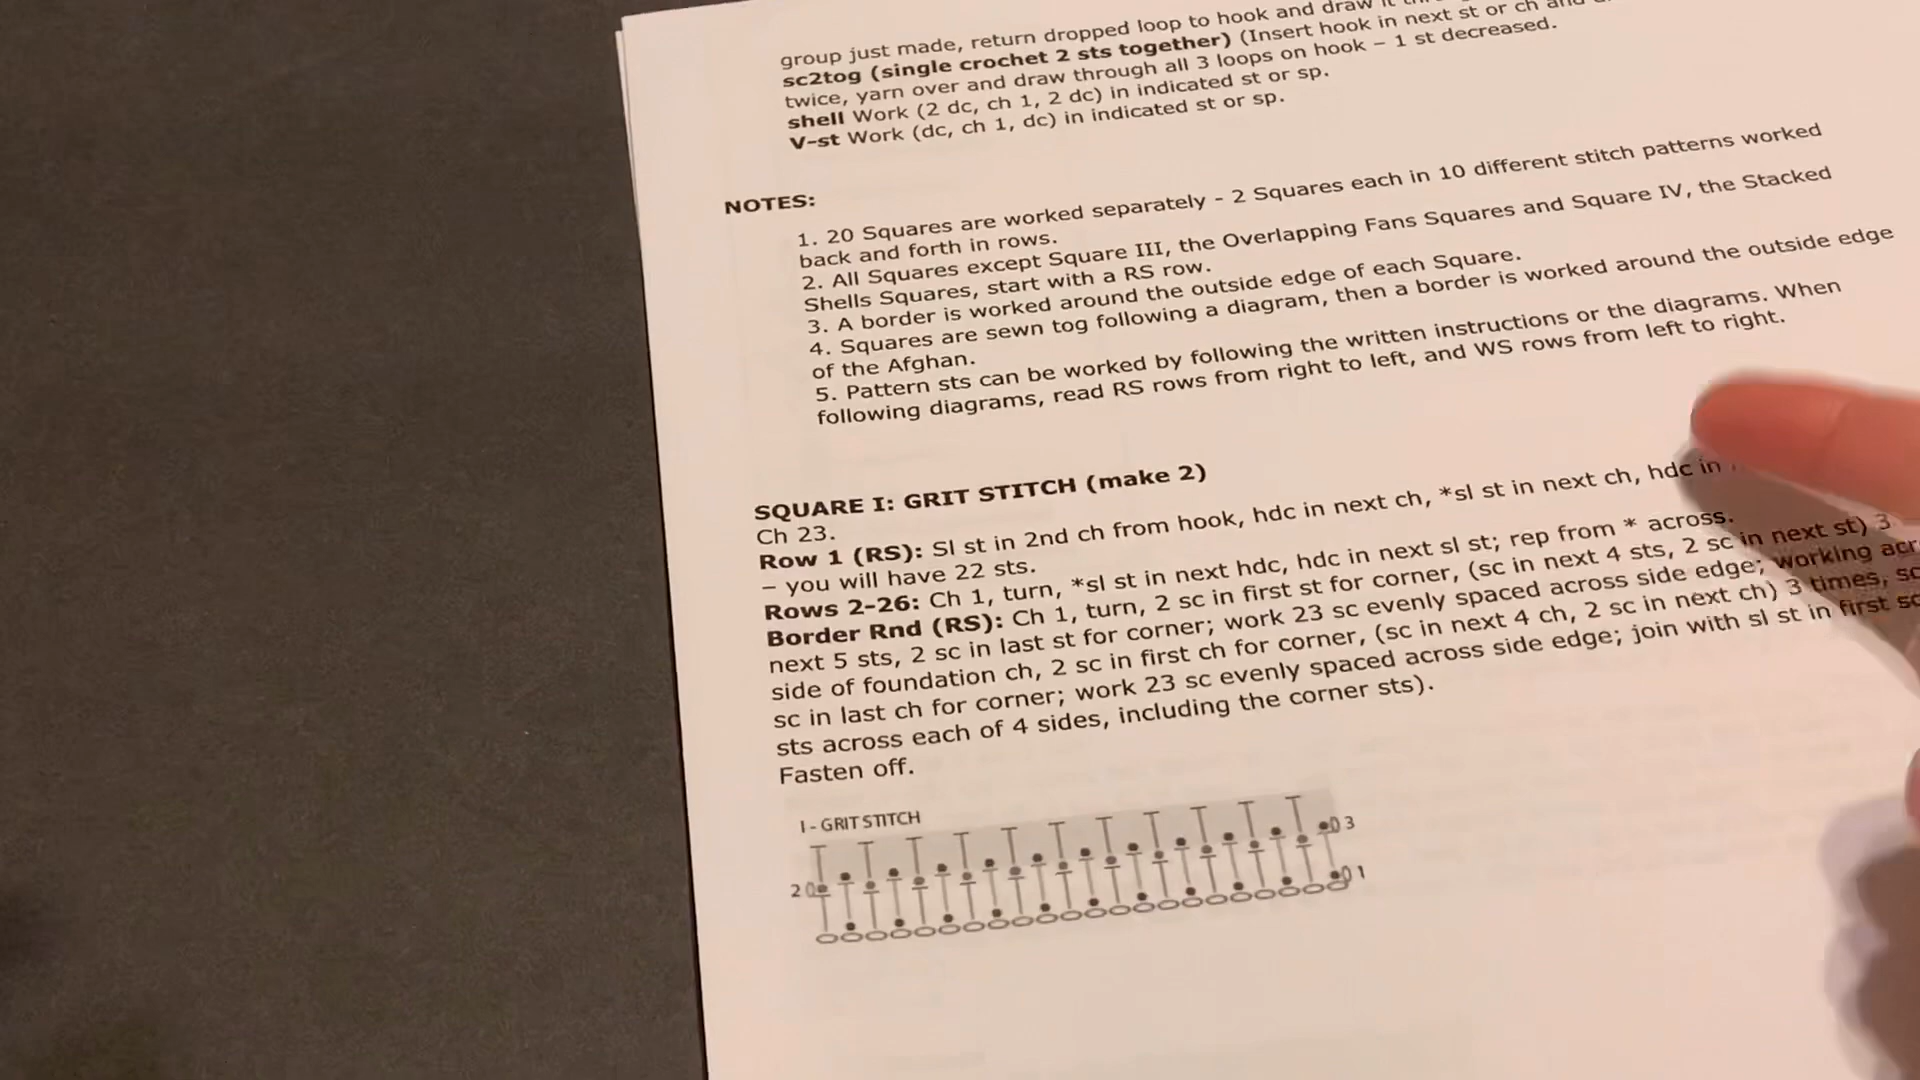 group just made, return dropped loop to hook and draw it
sc2tog (single crochet 2 sts together) (Insert hook in next st or ch and
twice, yarn over and draw through all 3 loops on hook – 1 st decreased.
shell Work (2 dc, ch 1, 2 dc) in indicated st or sp.
V-st Work (dc, ch 1, dc) in indicated st or sp.
NOTES:
1. 20 Squares are worked separately - 2 Squares each in 10 different stitch patterns worked
back and forth in rows.
2. All Squares except Square III, the Overlapping Fans Squares and Square IV, the Stacked
Shells Squares, start with a RS row.
3. A border is worked around the outside edge of each Square.
4. Squares are sewn tog following a diagram, then a border is worked around the outside edge
of the Afghan.
5. Pattern sts can be worked by following the written instructions or the diagrams. When
following diagrams, read RS rows from right to left, and WS rows from left to right.
SQUARE I: GRIT STITCH (make 2)
Ch 23.
Row 1 (RS): Sl st in 2nd ch from hook, hdc in next ch, *sl st in next ch, hdc in
– you will have 22 sts.
Rows 2-26: Ch 1, turn, *sl st in next hdc, hdc in next sl st; rep from * across.
Border Rnd (RS): Ch 1, turn, 2 sc in first st for corner, (sc in next 4 sts, 2 sc in next st) 3
next 5 sts, 2 sc in last st for corner; work 23 sc evenly spaced across side edge; working
side of foundation ch, 2 sc in first ch for corner, (sc in next 4 ch, 2 sc in next ch) 3 times,
sc in last ch for corner; work 23 sc evenly spaced across side edge; join with sl st in first
sts across each of 4 sides, including the corner sts).
Fasten off.
I - GRIT STITCH
3
2
1